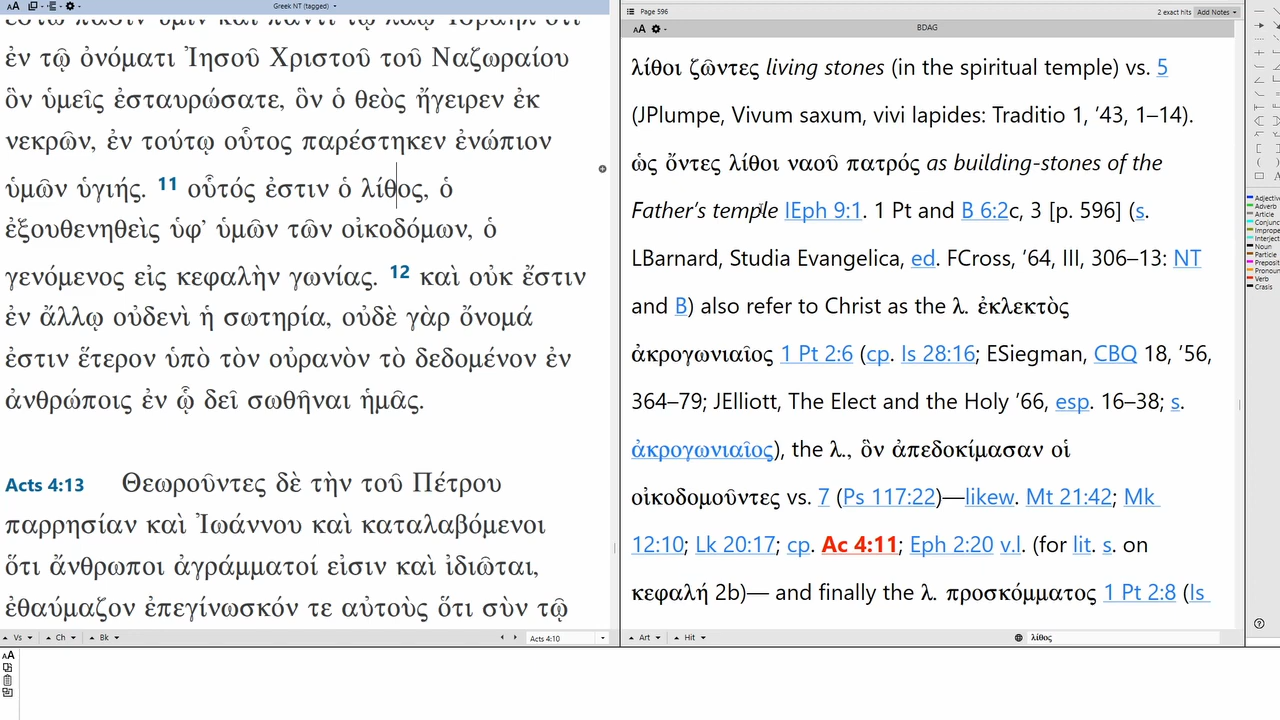 Greek NT (tagged)
ἐν τῷ ὀνόματι Ἰησοῦ Χριστοῦ τοῦ Ναζωραίου
ὃν ὑμεῖς ἐσταυρώσατε, ὃν ὁ θεὸς ἤγειρεν ἐκ
νεκρῶν, ἐν τούτῳ οὗτος παρέστηκεν ἐνώπιον
ὑμῶν ὑγιής. 11 οὗτός ἐστιν ὁ λίθος, ὁ
ἐξουθενηθεὶς ὑφ’ ὑμῶν τῶν οἰκοδόμων, ὁ
γενόμενος εἰς κεφαλὴν γωνίας. 12 καὶ οὐκ ἔστιν
ἐν ἄλλῳ οὐδενὶ ἡ σωτηρία, οὐδὲ γὰρ ὄνομά
ἐστιν ἕτερον ὑπὸ τὸν οὐρανὸν τὸ δεδομένον ἐν
ἀνθρώποις ἐν ᾧ δεῖ σωθῆναι ἡμᾶς.
Acts 4:13 Θεωροῦντες δὲ τὴν τοῦ Πέτρου
παρρησίαν καὶ Ἰωάννου καὶ καταλαβόμενοι
ὅτι ἄνθρωποι ἀγράμματοί εἰσιν καὶ ἰδιῶται,
ἐθαύμαζον ἐπεγίνωσκόν τε αὐτοὺς ὅτι σὺν τῷ
Vs Ch Bk Acts 4:10
Page 596 2 exact hits Add Notes
BDAG
λίθοι ζῶντες living stones (in the spiritual temple) vs. 5
(JPlumpe, Vivum saxum, vivi lapides: Traditio 1, ’43, 1–14).
ὡς ὄντες λίθοι ναοῦ πατρός as building-stones of the
Father’s temple IEph 9:1. 1 Pt and B 6:2c, 3 [p. 596] (s.
LBarnard, Studia Evangelica, ed. FCross, ’64, III, 306–13: NT
and B) also refer to Christ as the λ. ἐκλεκτὸς
ἀκρογωνιαῖος 1 Pt 2:6 (cp. Is 28:16; ESiegman, CBQ 18, ’56,
364–79; JElliott, The Elect and the Holy ’66, esp. 16–38; s.
ἀκρογωνιαῖος), the λ., ὃν ἀπεδοκίμασαν οἱ
οἰκοδομοῦντες vs. 7 (Ps 117:22)—likew. Mt 21:42; Mk
12:10; Lk 20:17; cp. Ac 4:11; Eph 2:20 v.l. (for lit. s. on
κεφαλή 2b)— and finally the λ. προσκόμματος 1 Pt 2:8 (Is
Art Hit λίθος
Article
Noun
Particle
Verb
Crasis